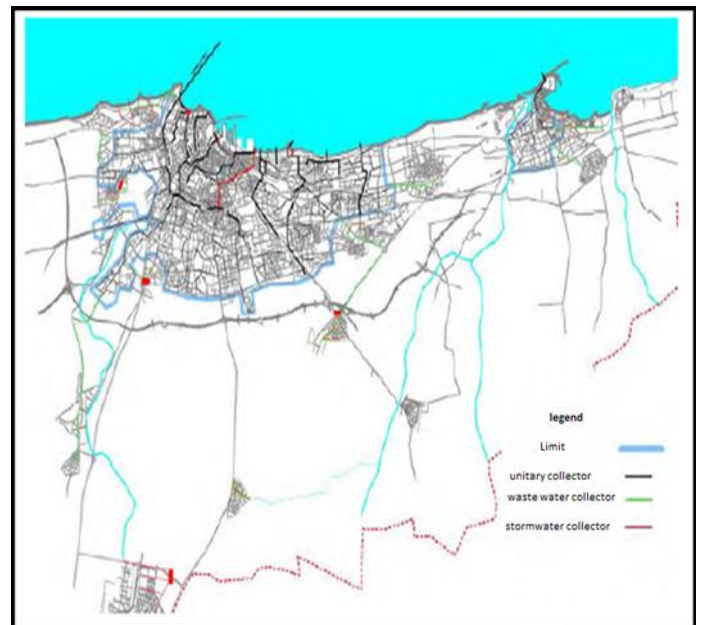 legend
Limit
unitary collector
waste water collector
stormwater collector